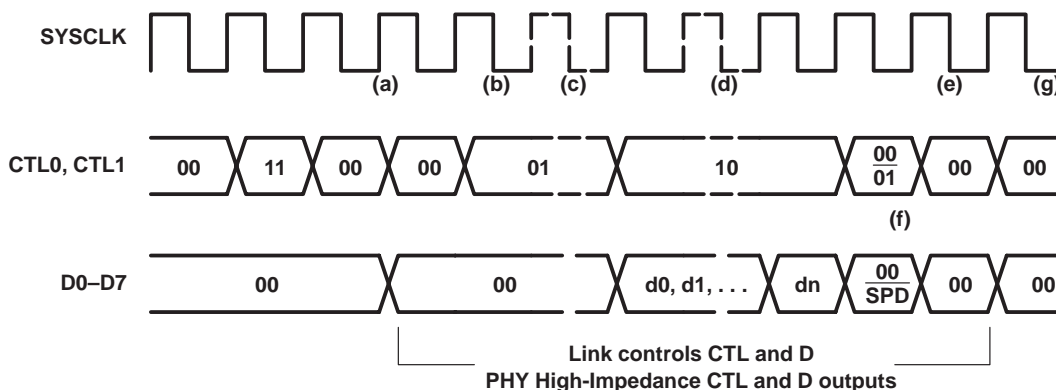 SYSCLK
(a) (b) (c) (d) (e) (g)
CTL0, CTL1 00 11 00 00 01 10 00 00 00
01
(f)
D0–D7 00 00 d0, d1, . . . dn 00 00 00
SPD
Link controls CTL and D
PHY High-Impedance CTL and D outputs